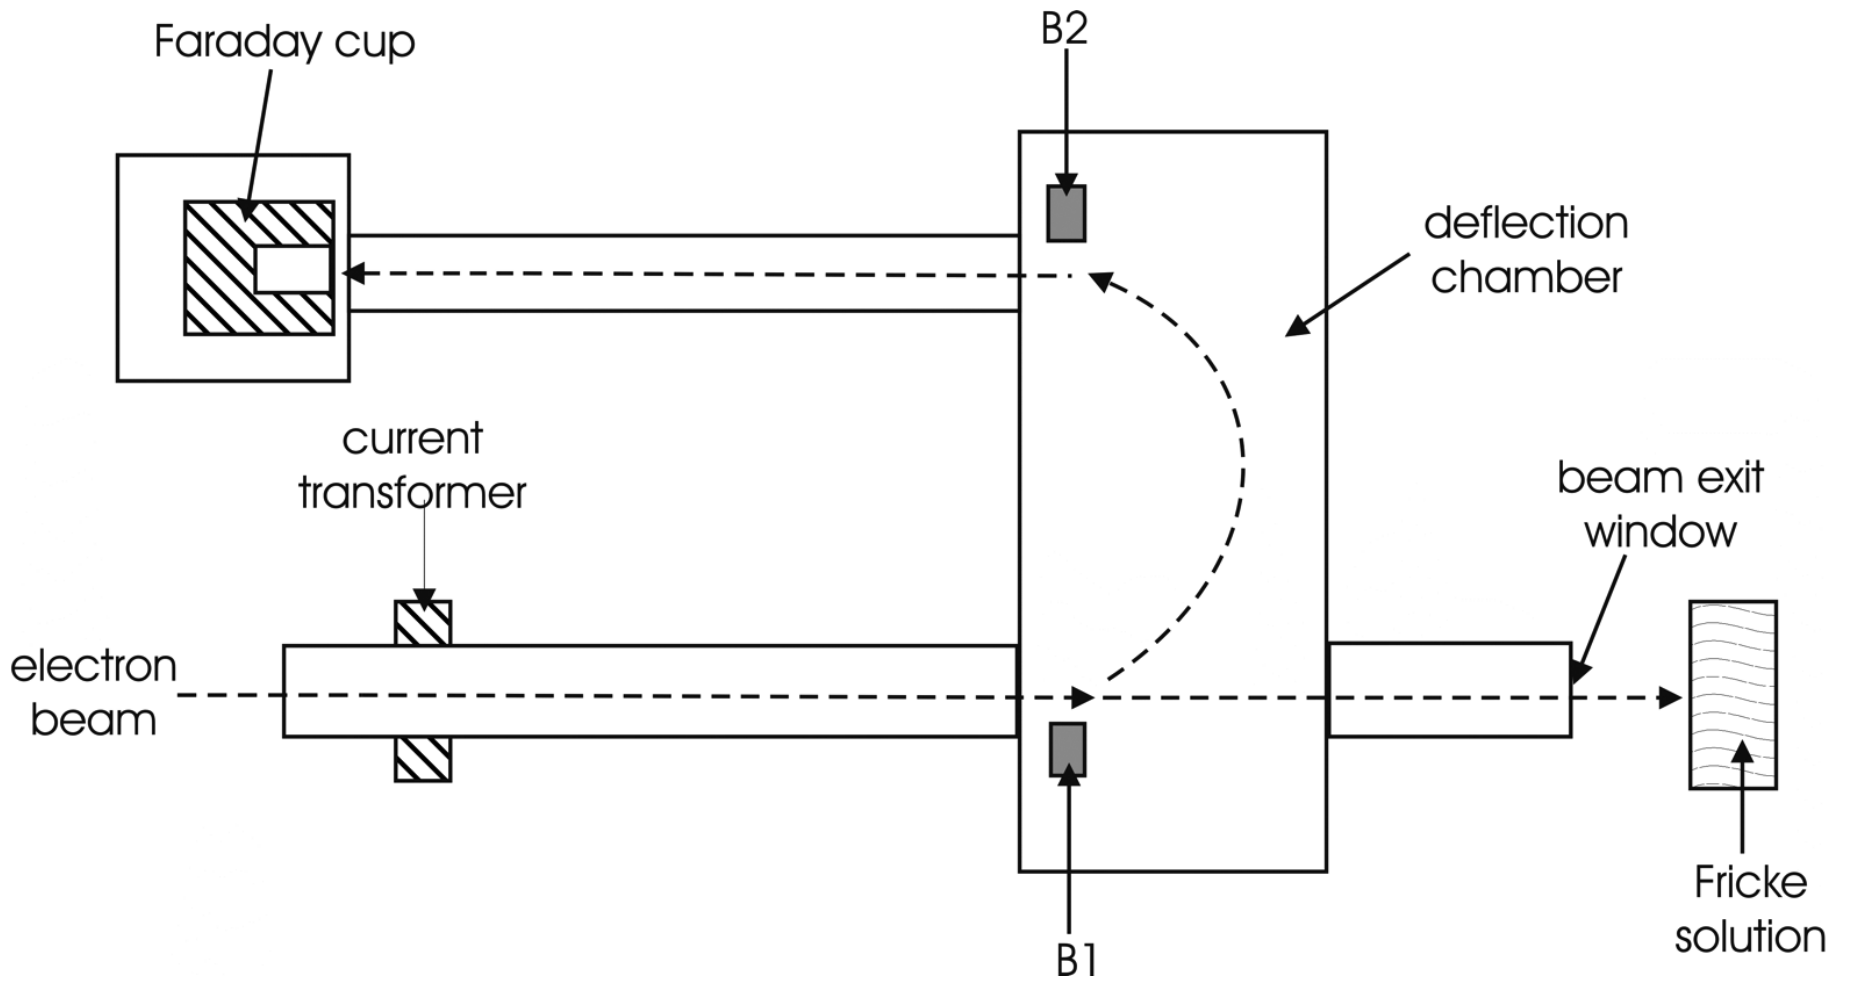 Faraday cup
B2
deflection
chamber
current
transformer
beam exit
window
electron
beam
Fricke
solution
B1